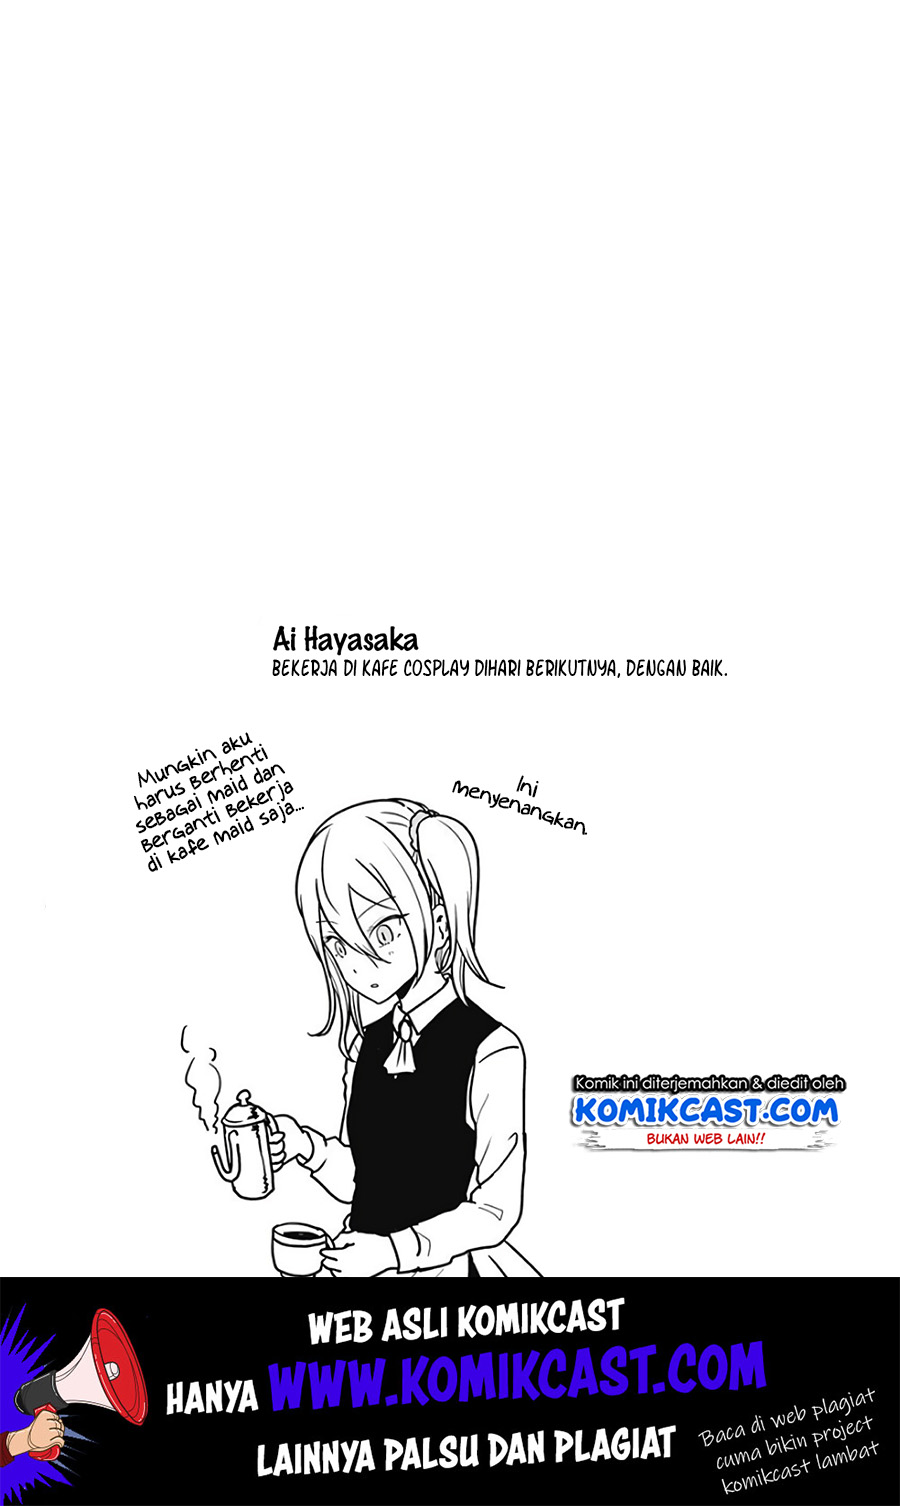 Ai Hayasaka
BEKERJA DI KAFE COSPLAY DIHARI BERIKUTNYA, DENGAN BAIK.
Mungkin aku
harus Berhenti
seBagai maid dan
Berganti Bekerja
di kafe maid saja...
Ini
menyenangkan.
Komik ini diterjemahkan & diedit oleh
KOMIKCAST.COM
BUKAN WEB LAIN!!
WEB ASLI KOMIKCAST
HANYA WWW.KOMIKCAST.COM
LAINNYA PALSU DAN PLAGIAT
Baca di web plagiat
cuma bikin project
komikcast lambat